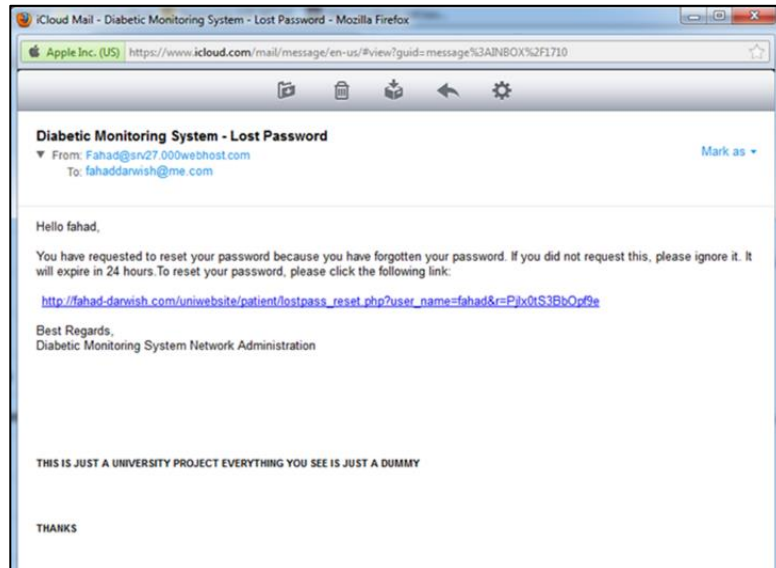 iCloud Mail - Diabetic Monitoring System - Lost Password - Mozilla Firefox
Apple Inc. (US) https://www.icloud.com/mail/message/en-us/#view?guid=message%3AINBOX%2F1710
Diabetic Monitoring System - Lost Password
From: Fahad@srv27.000webhost.com
Mark as
To: fahaddarwish@me.com
Hello fahad,
You have requested to reset your password because you have forgotten your password. If you did not request this, please ignore it. It
will expire in 24 hours.To reset your password, please click the following link:
http://fahad-darwish.com/uniwebsite/patient/lostpass_reset.php?user_name=fahad&r=PjIx0tS3BbOpf9e
Best Regards,
Diabetic Monitoring System Network Administration
THIS IS JUST A UNIVERSITY PROJECT EVERYTHING YOU SEE IS JUST A DUMMY
THANKS